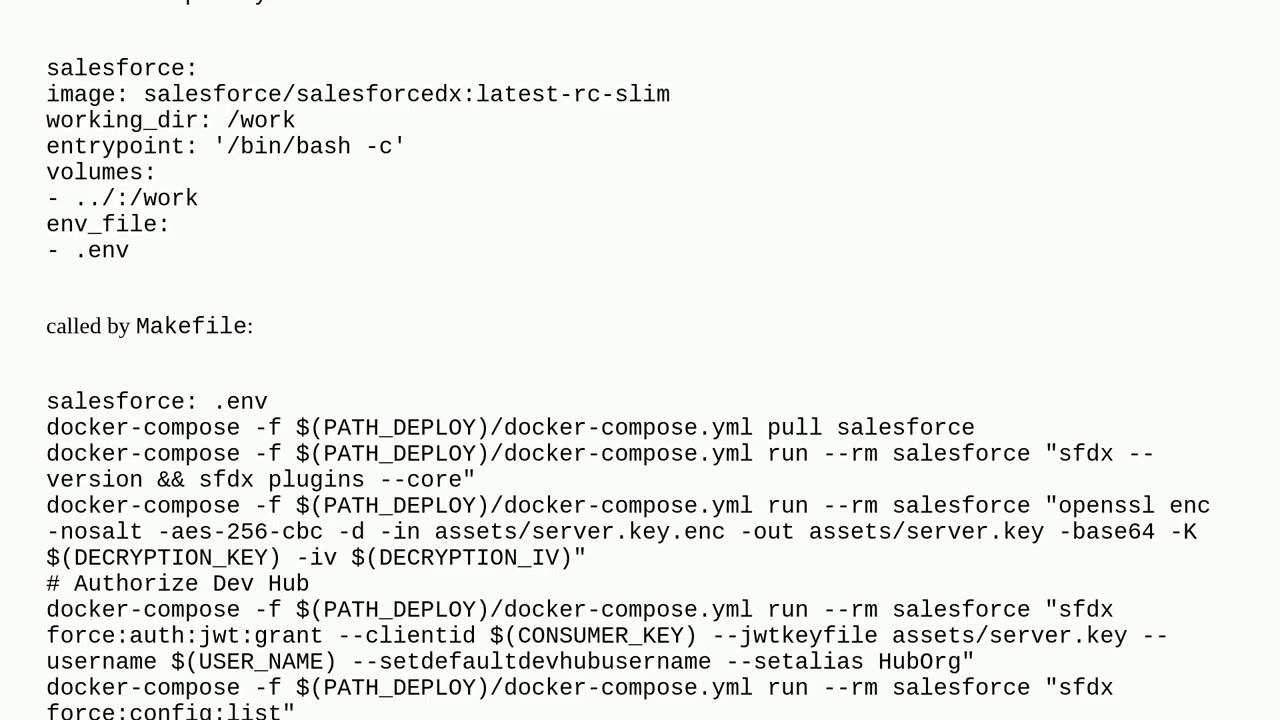 salesforce:
image: salesforce/salesforcedx:latest-rc-slim
working_dir: /work
entrypoint: '/bin/bash -c'
volumes:
- ../:/work
env_file:
- .env
called by Makefile:
salesforce: .env
docker-compose -f $(PATH_DEPLOY)/docker-compose.yml pull salesforce
docker-compose -f $(PATH_DEPLOY)/docker-compose.yml run --rm salesforce "sfdx --
version && sfdx plugins --core"
docker-compose -f $(PATH_DEPLOY)/docker-compose.yml run --rm salesforce "openssl enc
-nosalt -aes-256-cbc -d -in assets/server.key.enc -out assets/server.key -base64 -K
$(DECRYPTION_KEY) -iv $(DECRYPTION_IV)"
# Authorize Dev Hub
docker-compose -f $(PATH_DEPLOY)/docker-compose.yml run --rm salesforce "sfdx
force:auth:jwt:grant --clientid $(CONSUMER_KEY) --jwtkeyfile assets/server.key --
username $(USER_NAME) --setdefaultdevhubusername --setalias HubOrg"
docker-compose -f $(PATH_DEPLOY)/docker-compose.yml run --rm salesforce "sfdx
force:config:list"